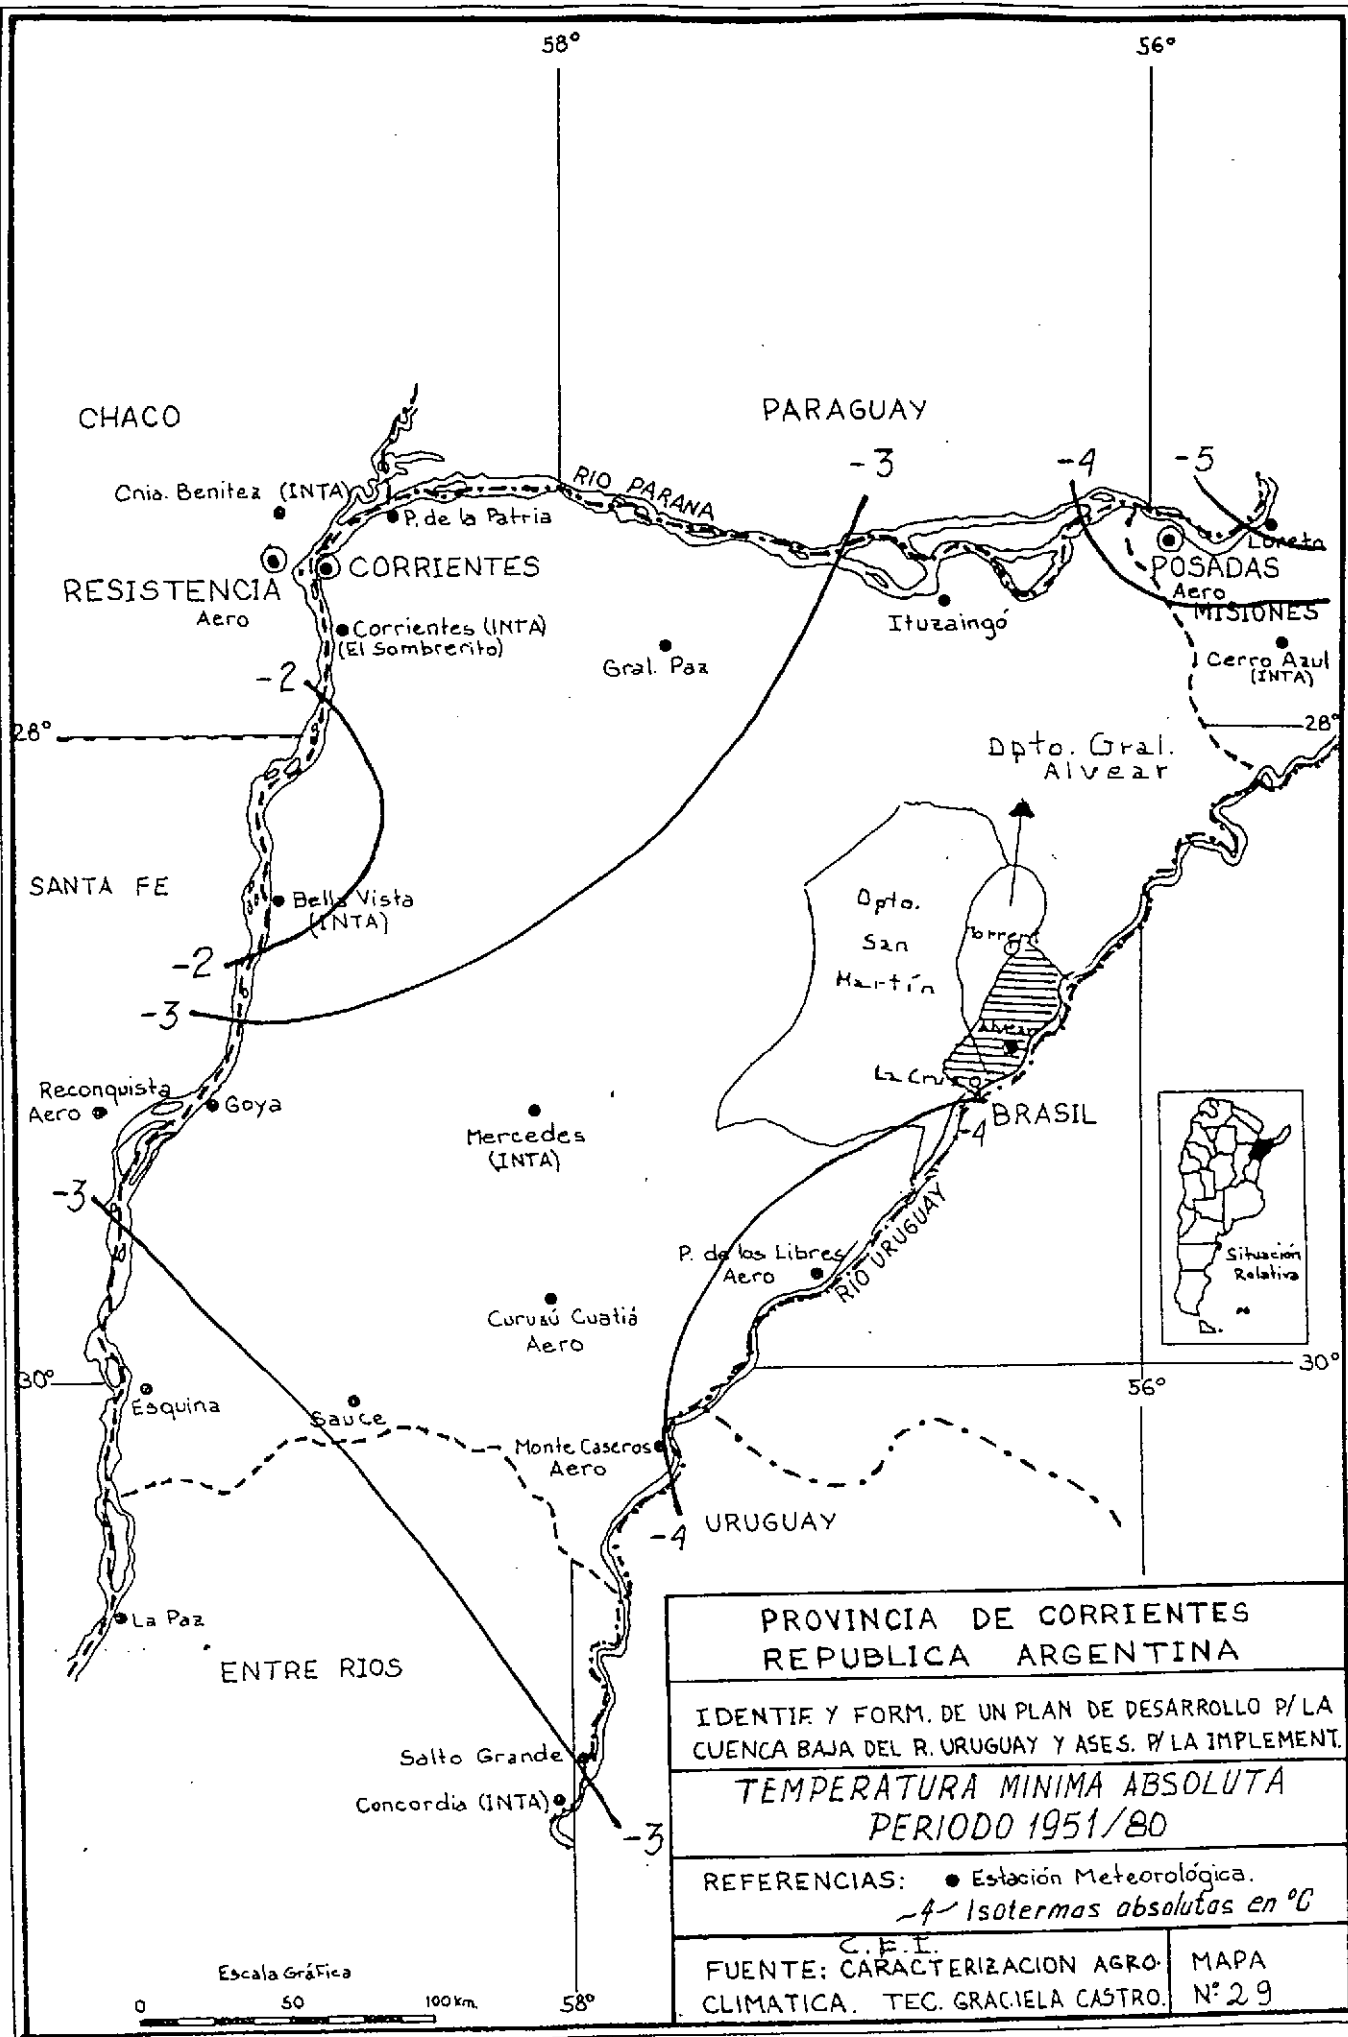 58°
56°
CHACO
PARAGUAY
-3
-4
-5
Cnia. Benitez (INTA)
RIO PARANA
P. de la Patria
Loreto
CORRIENTES
POSADAS
Aero
RESISTENCIA
Aero
MISIONES
Ituzaingó
Corrientes (INTA)
(El Sombrerito)
Gral. Paz
Cerro Azul
(INTA)
-2
28°
28°
Dpto. Gral.
Alvear
SANTA FE
Bella Vista
(INTA)
Dpto.
San
Martín
Torrent
-2
-3
Alvear
La Cruz
Reconquista
Aero
Goya
BRASIL
-4
Mercedes
(INTA)
-3
RÍO URUGUAY
P. de los Libres
Aero
Situación
Relativa
Curuzú Cuatiá
Aero
30°
30°
56°
Esquina
Sauce
Monte Caseros
Aero
-4
URUGUAY
La Paz
ENTRE RIOS
Salto Grande
Concordia (INTA)
-3
58°
PROVINCIA DE CORRIENTES
REPUBLICA ARGENTINA
IDENTIF. Y FORM. DE UN PLAN DE DESARROLLO P/ LA
CUENCA BAJA DEL R. URUGUAY Y ASES. P/ LA IMPLEMENT.
TEMPERATURA MINIMA ABSOLUTA
PERIODO 1951/80
REFERENCIAS: ● Estación Meteorológica.
-4- Isotermas absolutas en °C
C.F.I.
FUENTE: CARACTERIZACION AGRO-
CLIMATICA. TEC. GRACIELA CASTRO.
MAPA
N° 29
Escala Gráfica
0 50 100 km.